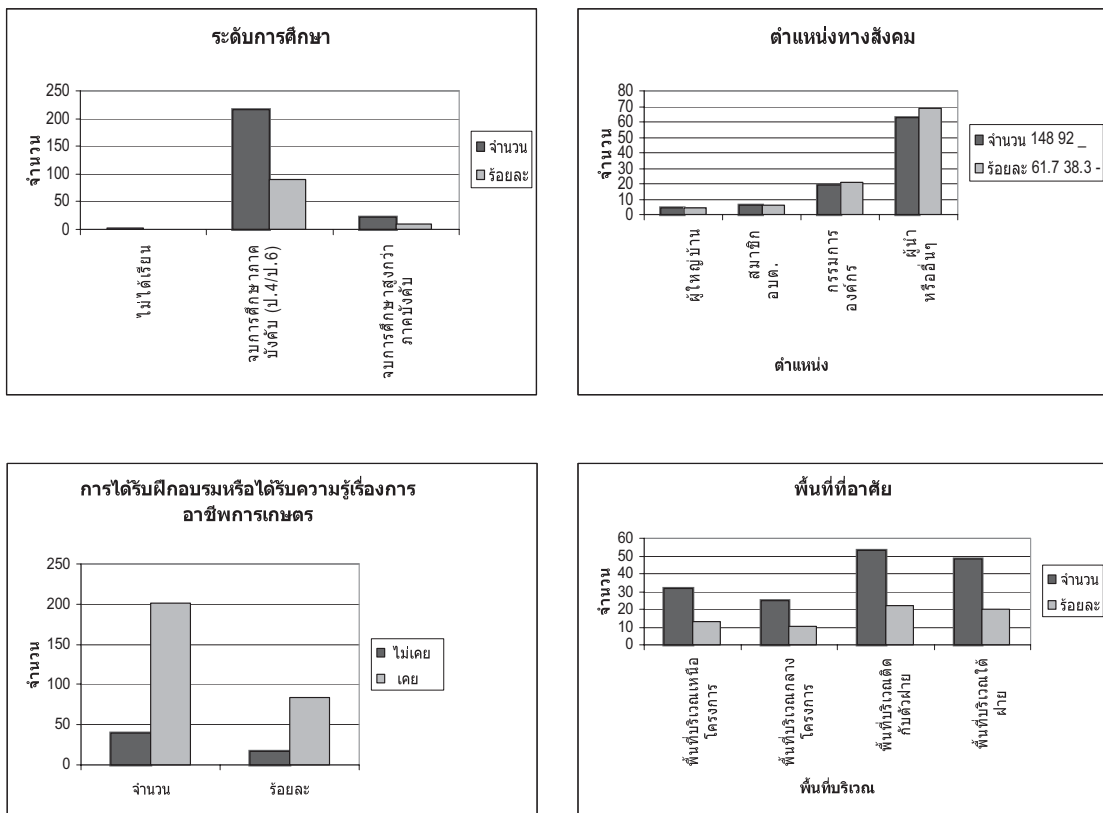 ระดับการศึกษา
250
200
150
100
50
0
จำนวน
ไม่ได้เรียน
จบการศึกษาภาค
บังคับ (ป.4/ป.6)
จบการศึกษาสูงกว่า
ภาคบังคับ
จำนวน
ร้อยละ
ตำแหน่งทางสังคม
80
70
60
50
40
30
20
10
0
จำนวน
ผู้ใหญ่บ้าน
สมาชิก
อบต.
กรรมการ
องค์กร
ผู้นำ
หรืออื่นๆ
ตำแหน่ง
จำนวน 148 92 _
ร้อยละ 61.7 38.3 -
การได้รับฝึกอบรมหรือได้รับความรู้เรื่องการ
อาชีพการเกษตร
250
200
150
100
50
0
จำนวน
จำนวน
ร้อยละ
ไม่เคย
เคย
พื้นที่ที่อาศัย
60
50
40
30
20
10
0
จำนวน
พื้นที่บริเวณเหนือ
โครงการ
พื้นที่บริเวณกลาง
โครงการ
พื้นที่บริเวณติด
กับตัวฝาย
พื้นที่บริเวณใต้
ฝาย
พื้นที่บริเวณ
จำนวน
ร้อยละ